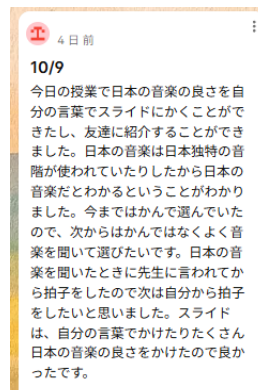 エ
4 日 前
10/9
今日の授業で日本の音楽の良さを自
分の言葉でスライドにかくことがで
きたし、友達に紹介することができ
ました。日本の音楽は日本独特の音
階が使われていたりしたから日本の
音楽だとわかるということがわかり
ました。今まではかんで選んでいた
ので、次からはかんではなくよく音
楽を聞いて選びたいです。日本の音
楽を聞いたときに先生に言われてか
ら拍子をしたので次は自分から拍子
をしたいと思いました。スライド
は、自分の言葉でかけたりたくさん
日本の音楽の良さをかけたので良か
ったです。